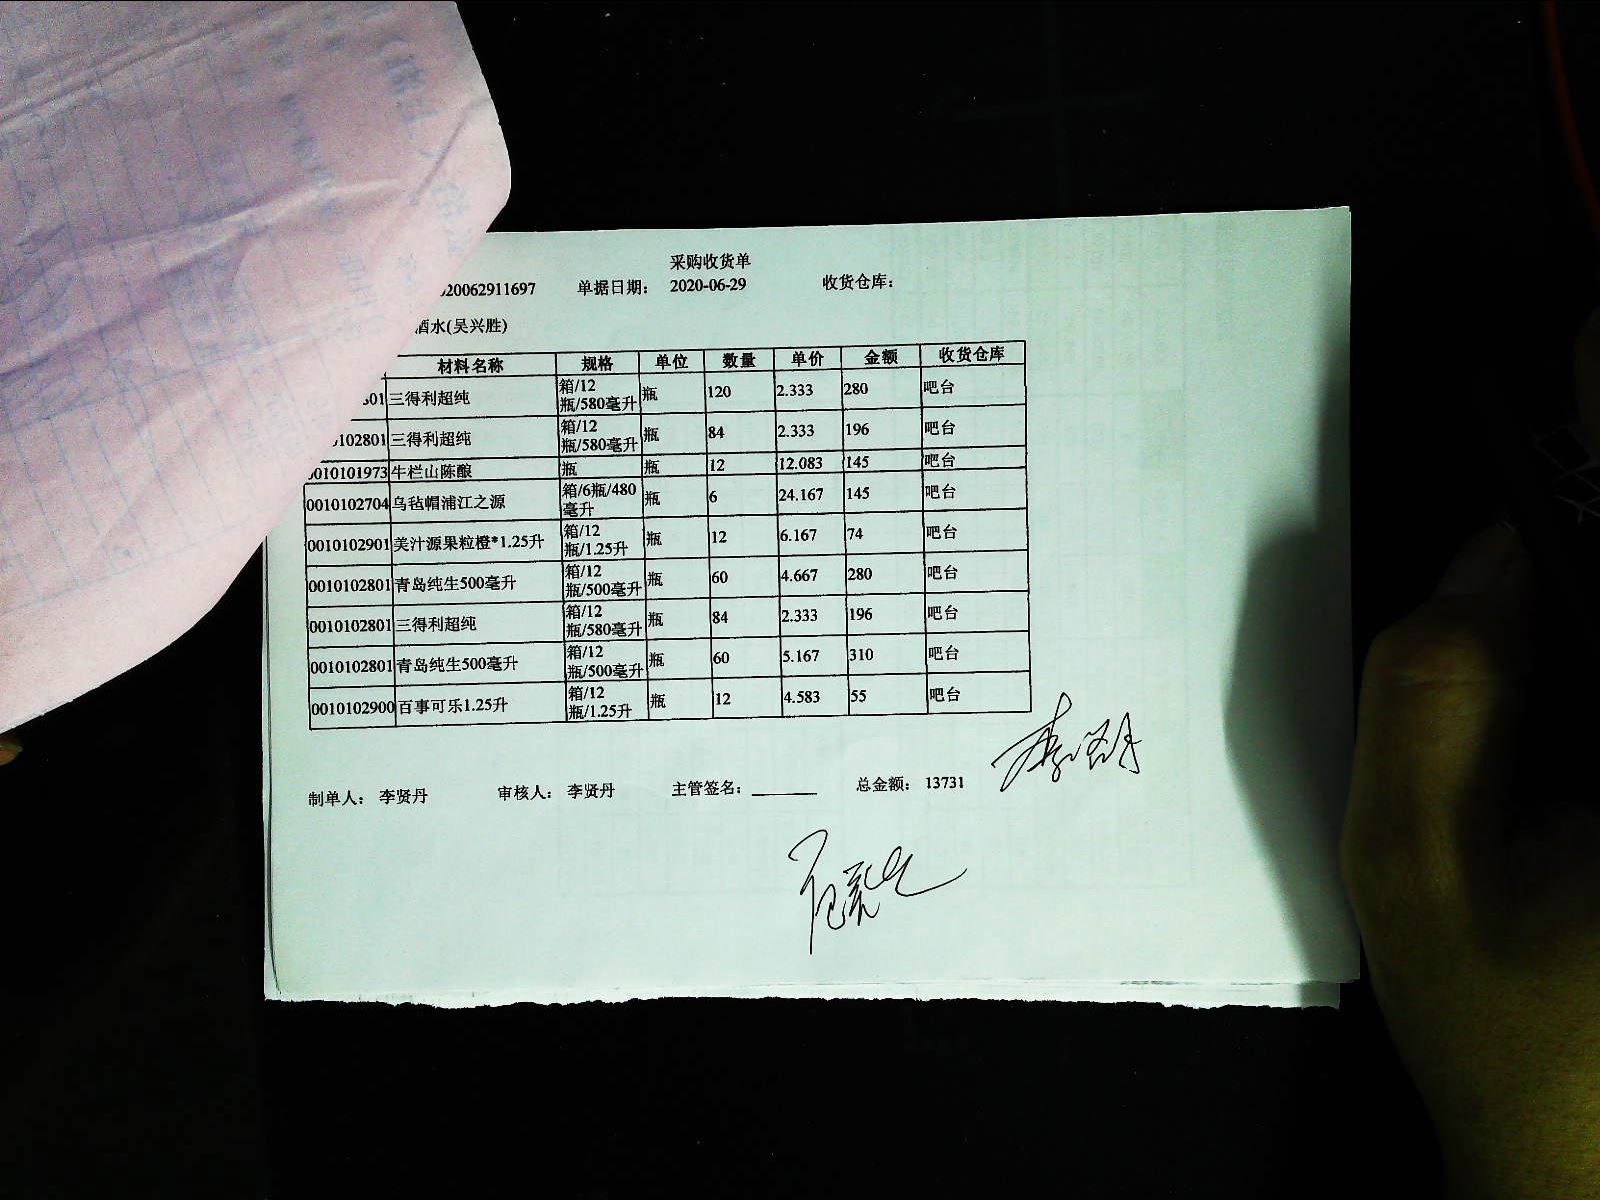 采购收货单
20062911697 单据日期： 2020-06-29 收货仓库：
酒水(吴兴胜)
材料名称 规格 单位 数量 单价 金额 收货仓库
01 三得利超纯 箱/12瓶/580毫升 瓶 120 2.333 280 吧台
0102801 三得利超纯 箱/12瓶/580毫升 瓶 84 2.333 196 吧台
0010101973 牛栏山陈酿 瓶 瓶 12 12.083 145 吧台
0010102704 乌毡帽浦江之源 箱/6瓶/480毫升 瓶 6 24.167 145 吧台
0010102901 美汁源果粒橙*1.25升 箱/12瓶/1.25升 瓶 12 6.167 74 吧台
0010102801 青岛纯生500毫升 箱/12瓶/500毫升 瓶 60 4.667 280 吧台
0010102801 三得利超纯 箱/12瓶/580毫升 瓶 84 2.333 196 吧台
0010102801 青岛纯生500毫升 箱/12瓶/500毫升 瓶 60 5.167 310 吧台
0010102900 百事可乐1.25升 箱/12瓶/1.25升 瓶 12 4.583 55 吧台
制单人： 李贤丹 审核人： 李贤丹 主管签名： 总金额： 13731